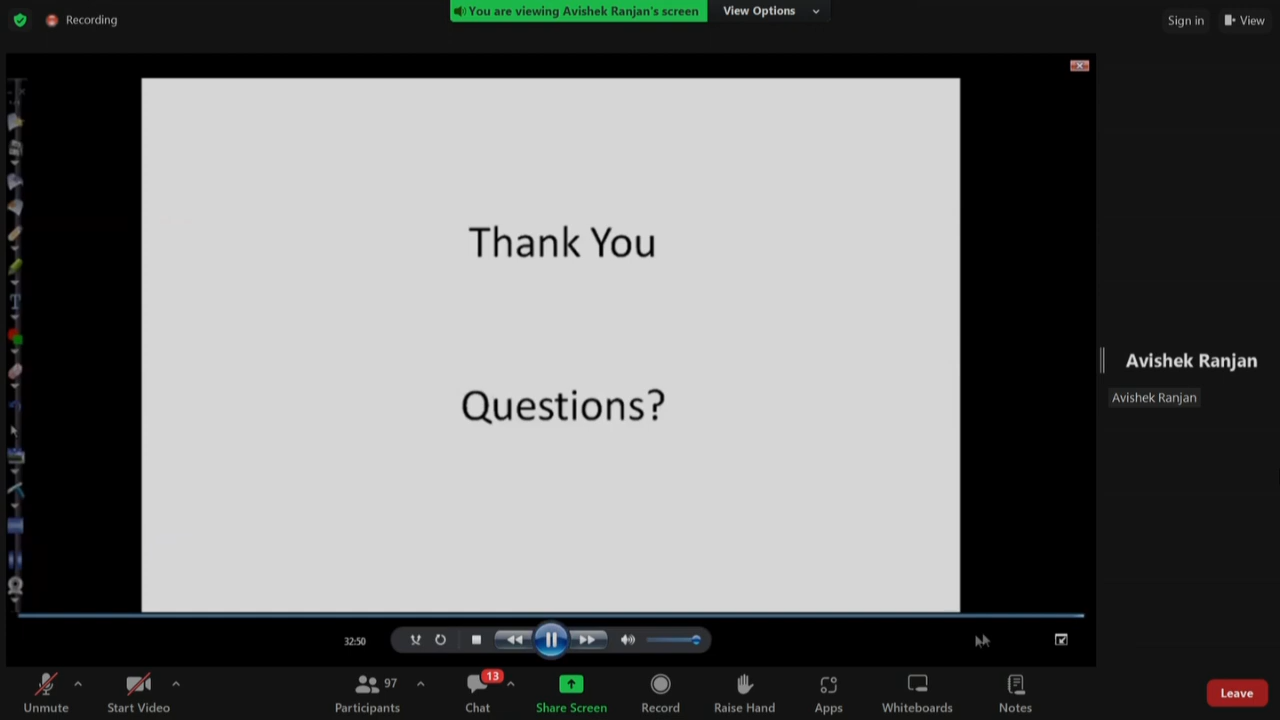 Recording
You are viewing Avishek Ranjan's screen
View Options
Sign in
View
Thank You
Questions?
Avishek Ranjan
Avishek Ranjan
32:50
Unmute
Start Video
97
Participants
13
Chat
Share Screen
Record
Raise Hand
Apps
Whiteboards
Notes
Leave